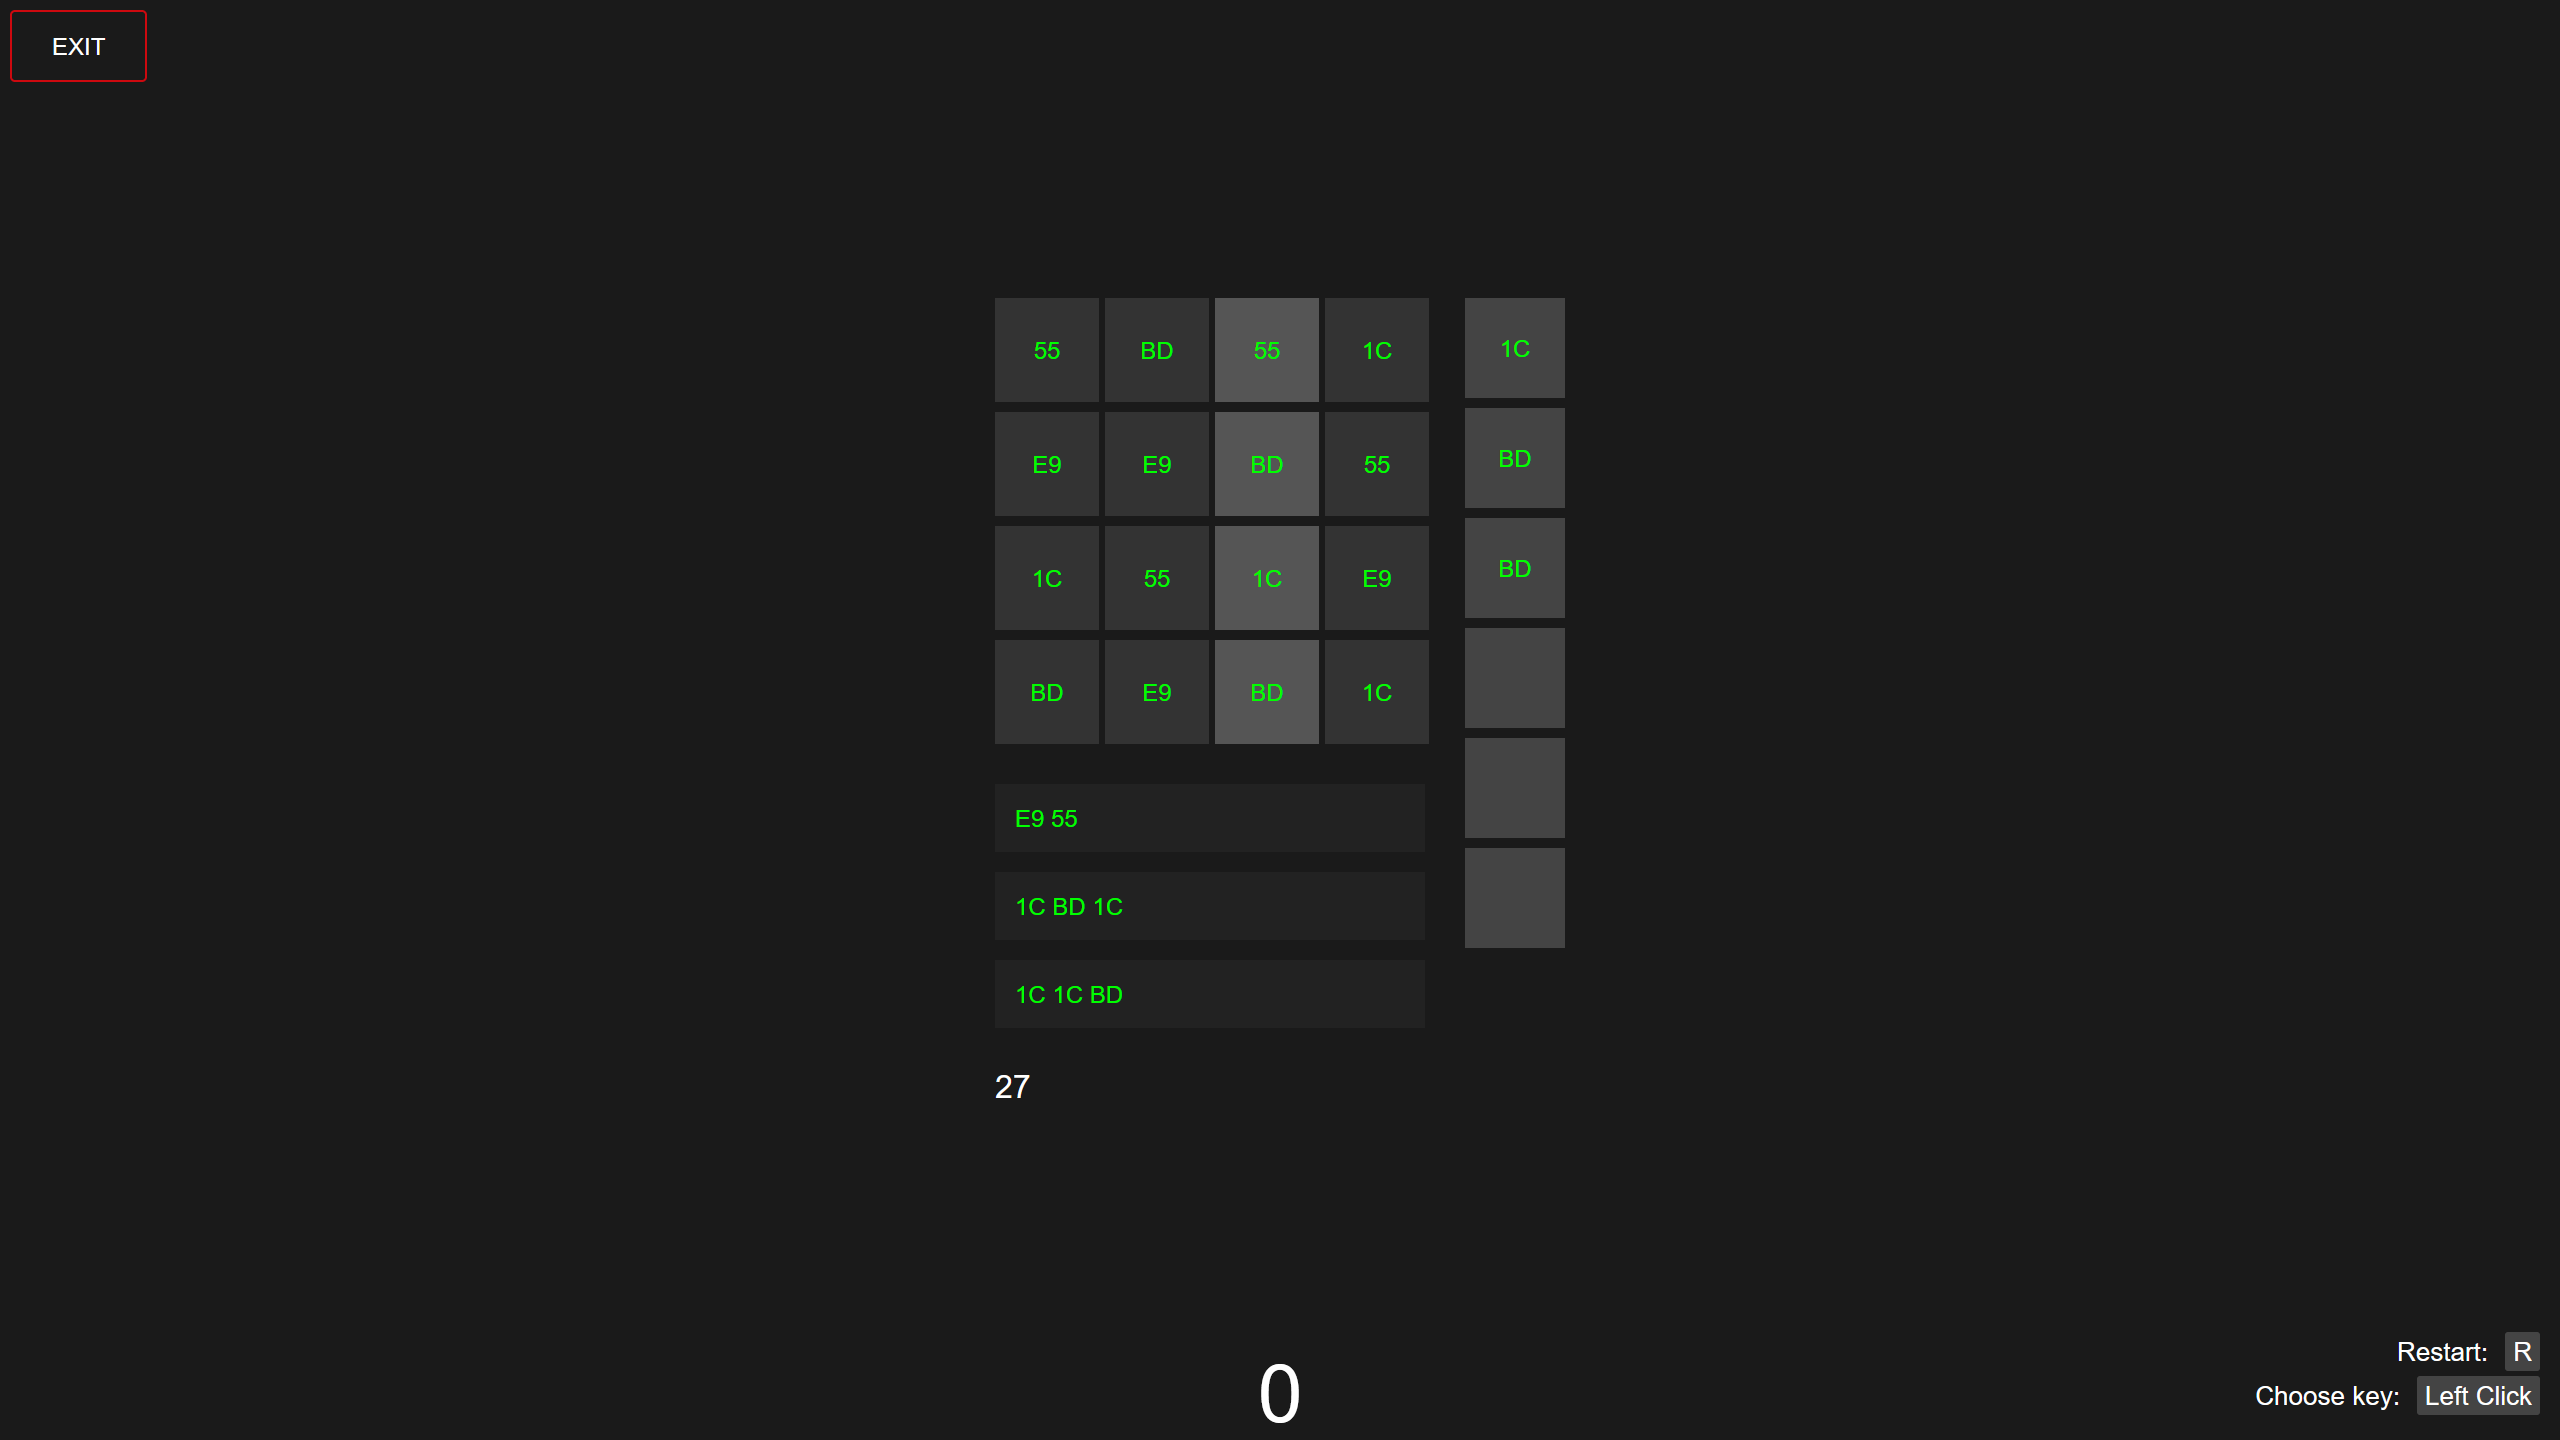 EXIT
55 BD 55 1C 1C
E9 E9 BD 55 BD
1C 55 1C E9 BD
BD E9 BD 1C
E9 55
1C BD 1C
1C 1C BD
27
0
Restart: R
Choose key: Left Click